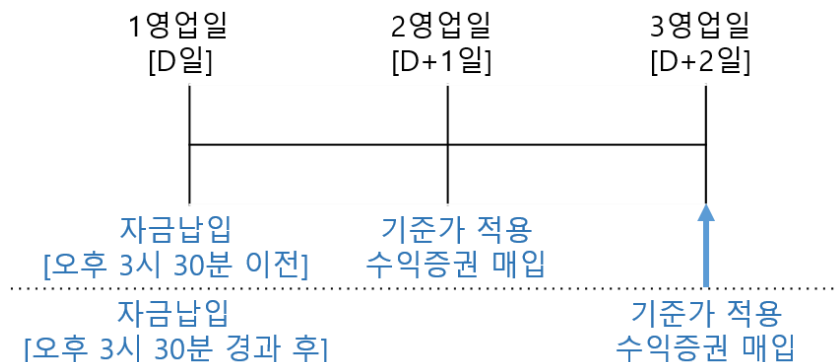 1영업일 2영업일 3영업일
[D일] [D+1일] [D+2일]
자금납입 기준가 적용
[오후 3시 30분 이전] 수익증권 매입
자금납입 기준가 적용
[오후 3시 30분 경과 후] 수익증권 매입